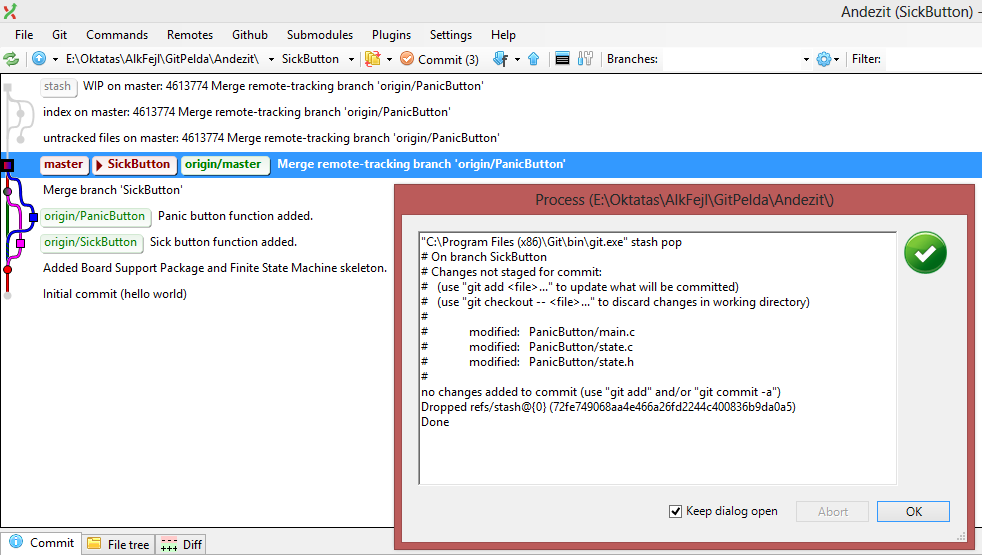 Andezit (SickButton) -
File Git Commands Remotes Github Submodules Plugins Settings Help
E:\Oktatas\AlkFejl\GitPelda\Andezit\ SickButton Commit (3) Branches: Filter:
stash WIP on master: 4613774 Merge remote-tracking branch 'origin/PanicButton'
index on master: 4613774 Merge remote-tracking branch 'origin/PanicButton'
untracked files on master: 4613774 Merge remote-tracking branch 'origin/PanicButton'
master SickButton origin/master Merge remote-tracking branch 'origin/PanicButton'
Merge branch 'SickButton'
origin/PanicButton Panic button function added.
origin/SickButton Sick button function added.
Added Board Support Package and Finite State Machine skeleton.
Initial commit (hello world)
Process (E:\Oktatas\AlkFejl\GitPelda\Andezit\)
"C:\Program Files (x86)\Git\bin\git.exe" stash pop
# On branch SickButton
# Changes not staged for commit:
#   (use "git add <file>..." to update what will be committed)
#   (use "git checkout -- <file>..." to discard changes in working directory)
#
#       modified:   PanicButton/main.c
#       modified:   PanicButton/state.c
#       modified:   PanicButton/state.h
#
no changes added to commit (use "git add" and/or "git commit -a")
Dropped refs/stash@{0} (72fe749068aa4e466a26fd2244c400836b9da0a5)
Done
Keep dialog open Abort OK
Commit File tree Diff